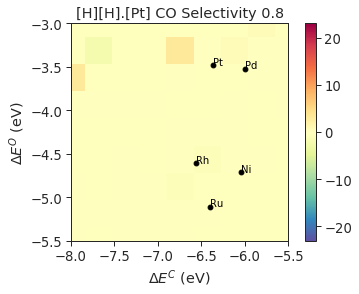 [H][H].[Pt] CO Selectivity 0.8
−3.0
−3.5
−4.0
−4.5
−5.0
−5.5
ΔE^O (eV)
Pt
Pd
Rh
Ni
Ru
−8.0 −7.5 −7.0 −6.5 −6.0 −5.5
ΔE^C (eV)
20
10
0
−10
−20